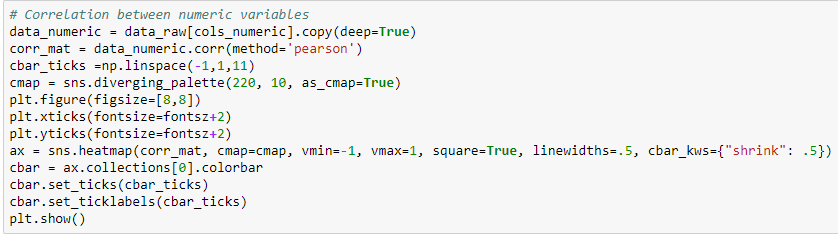 # Correlation between numeric variables
data_numeric = data_raw[cols_numeric].copy(deep=True)
corr_mat = data_numeric.corr(method='pearson')
cbar_ticks =np.linspace(-1,1,11)
cmap = sns.diverging_palette(220, 10, as_cmap=True)
plt.figure(figsize=[8,8])
plt.xticks(fontsize=fontsz+2)
plt.yticks(fontsize=fontsz+2)
ax = sns.heatmap(corr_mat, cmap=cmap, vmin=-1, vmax=1, square=True, linewidths=.5, cbar_kws={"shrink": .5})
cbar = ax.collections[0].colorbar
cbar.set_ticks(cbar_ticks)
cbar.set_ticklabels(cbar_ticks)
plt.show()